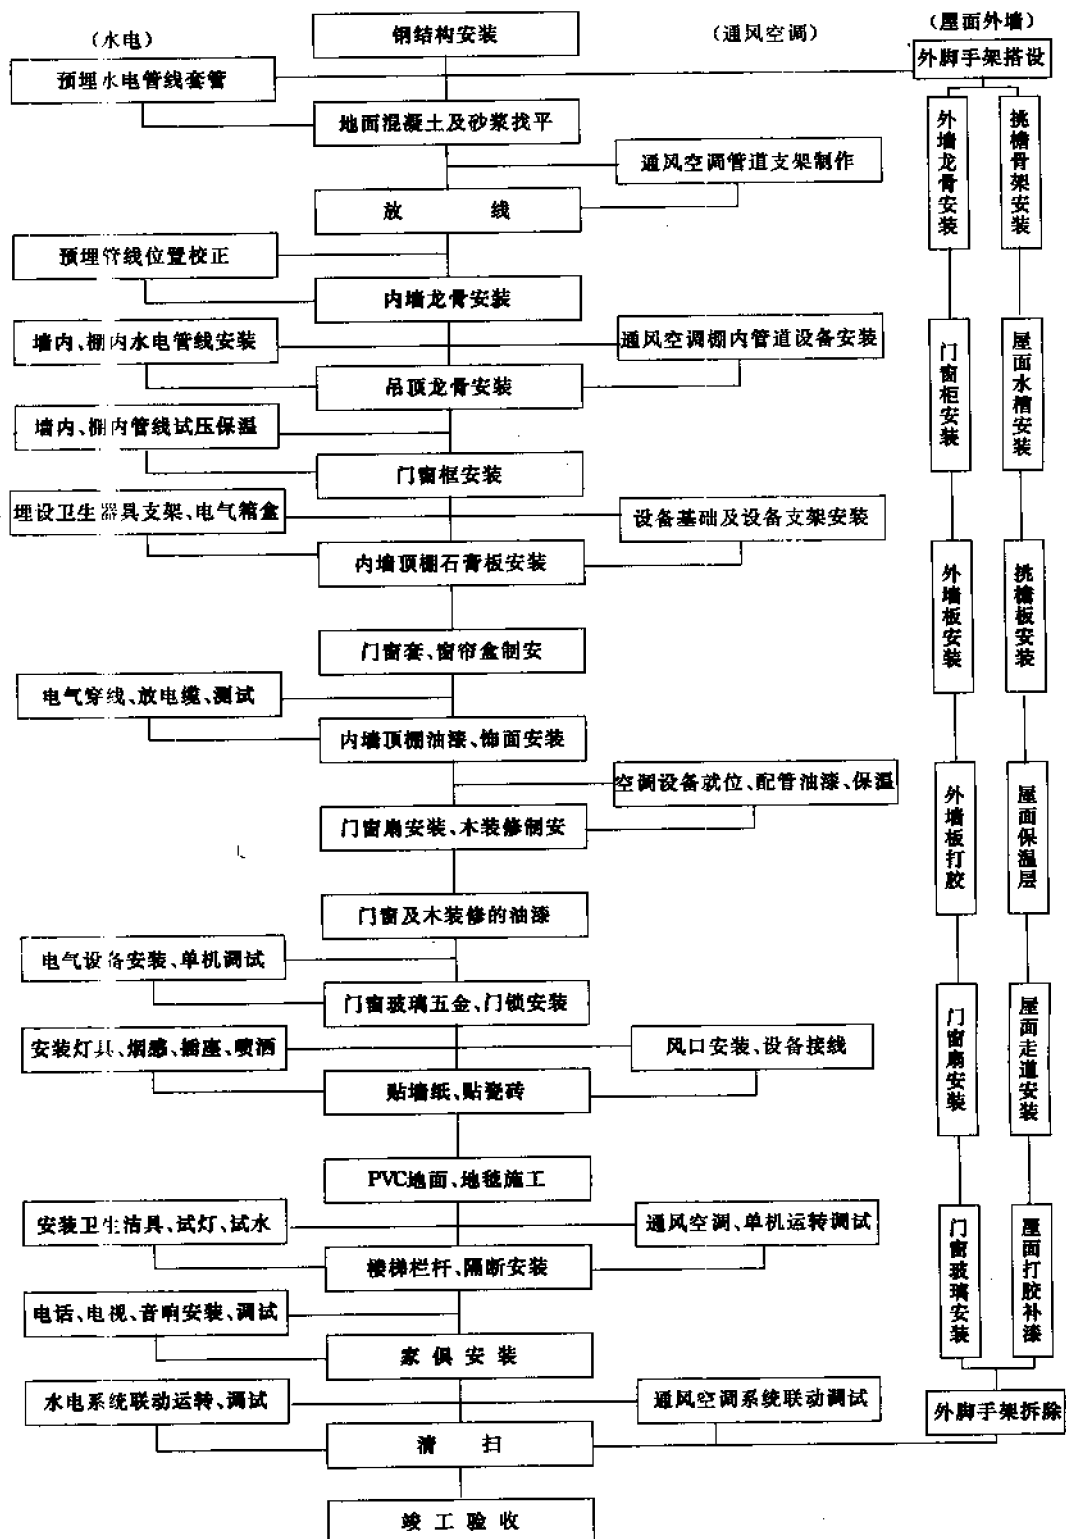 （水电）
钢结构安装
（通风空调）
（屋面外墙）
预埋水电管线套管
外脚手架搭设
地面混凝土及砂浆找平
通风空调管道支架制作
放 线
预埋管线位置校正
内墙龙骨安装
墙内、棚内水电管线安装
通风空调棚内管道设备安装
吊顶龙骨安装
墙内、棚内管线试压保温
门窗框安装
埋设卫生器具支架、电气箱盒
设备基础及设备支架安装
内墙顶棚石膏板安装
门窗套、窗帘盒制安
电气穿线、放电缆、测试
内墙顶棚油漆、饰面安装
空调设备就位、配管油漆、保温
门窗扇安装、木装修制安
门窗及木装修的油漆
电气设备安装、单机调试
门窗玻璃五金、门锁安装
安装灯具、烟感、插座、喷洒
风口安装、设备接线
贴墙纸、贴瓷砖
PVC地面、地毯施工
安装卫生洁具、试灯、试水
通风空调、单机运转调试
楼梯栏杆、隔断安装
电话、电视、音响安装、调试
家俱安装
水电系统联动运转、调试
通风空调系统联动调试
清 扫
竣工验收
外墙龙骨安装
门窗柜安装
外墙板安装
外墙板打胶
门窗扇安装
门窗玻璃安装
挑檐骨架安装
屋面水槽安装
挑檐板安装
屋面保温层
屋面走道安装
屋面打胶补漆
外脚手架拆除